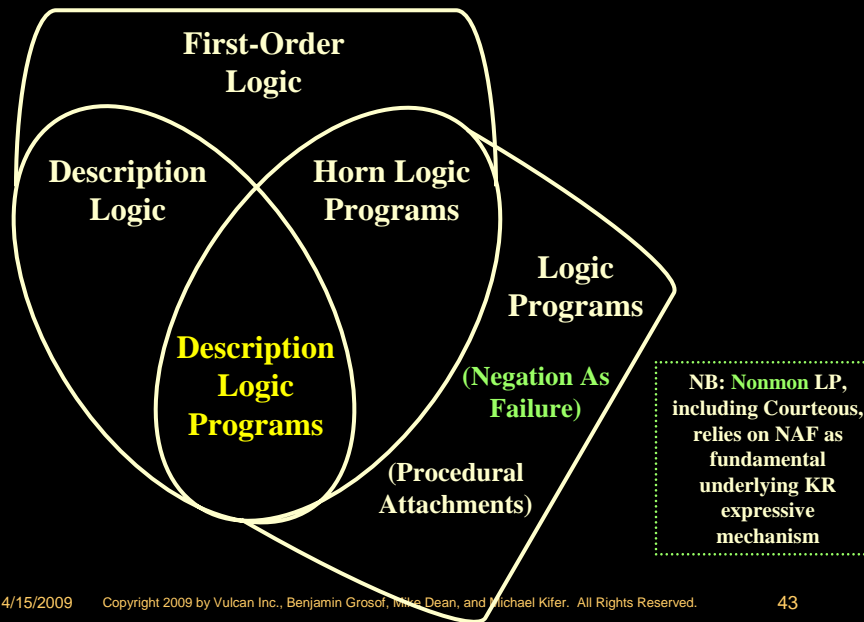 First-Order
Logic
Description
Logic
Horn Logic
Programs
Logic
Programs
Description
Logic
Programs
(Negation As
Failure)
(Procedural
Attachments)
NB: Nonmon LP,
including Courteous,
relies on NAF as
fundamental
underlying KR
expressive
mechanism
4/15/2009
Copyright 2009 by Vulcan Inc., Benjamin Grosof, Mike Dean, and Michael Kifer. All Rights Reserved.
43